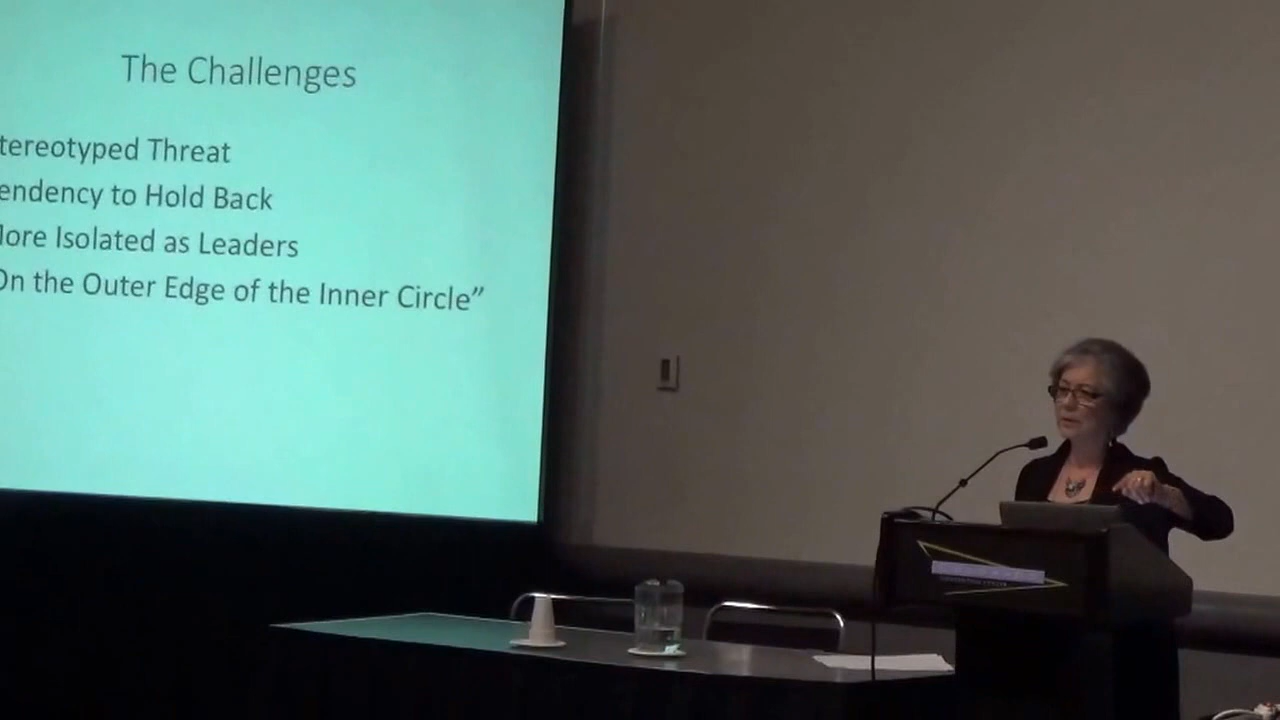 The Challenges
tereotyped Threat
endency to Hold Back
lore Isolated as Leaders
On the Outer Edge of the Inner Circle”